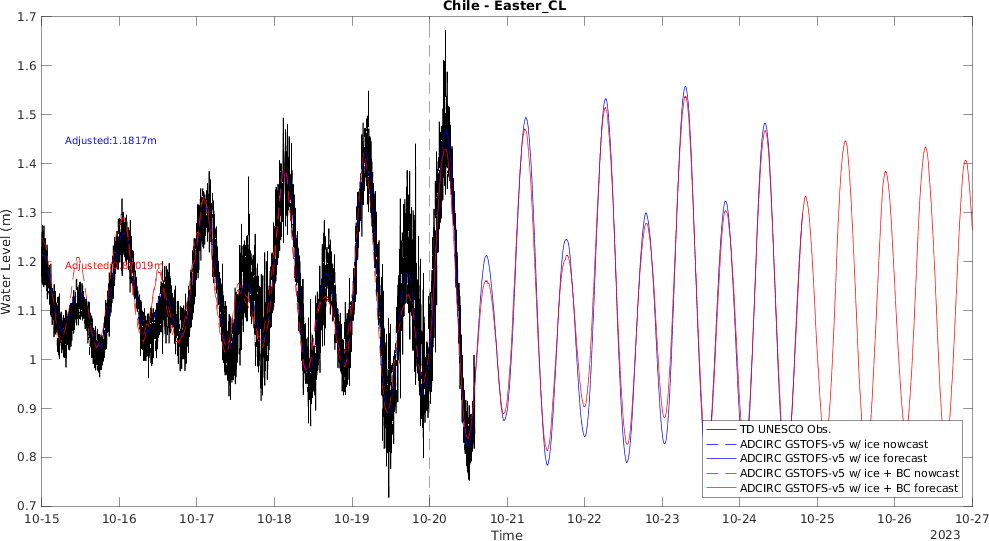 Chile - Easter_CL
1.7
1.6
1.5
1.4
1.3
1.2
1.1
1
0.9
0.8
0.7
Water Level (m)
Adjusted:1.1817m
TD UNESCO Obs.
ADCIRC GSTOFS-v5 w/ ice nowcast
ADCIRC GSTOFS-v5 w/ ice forecast
ADCIRC GSTOFS-v5 w/ ice + BC nowcast
ADCIRC GSTOFS-v5 w/ ice + BC forecast
10-15 10-16 10-17 10-18 10-19 10-20 10-21 10-22 10-23 10-24 10-25 10-26 10-27
Time
2023